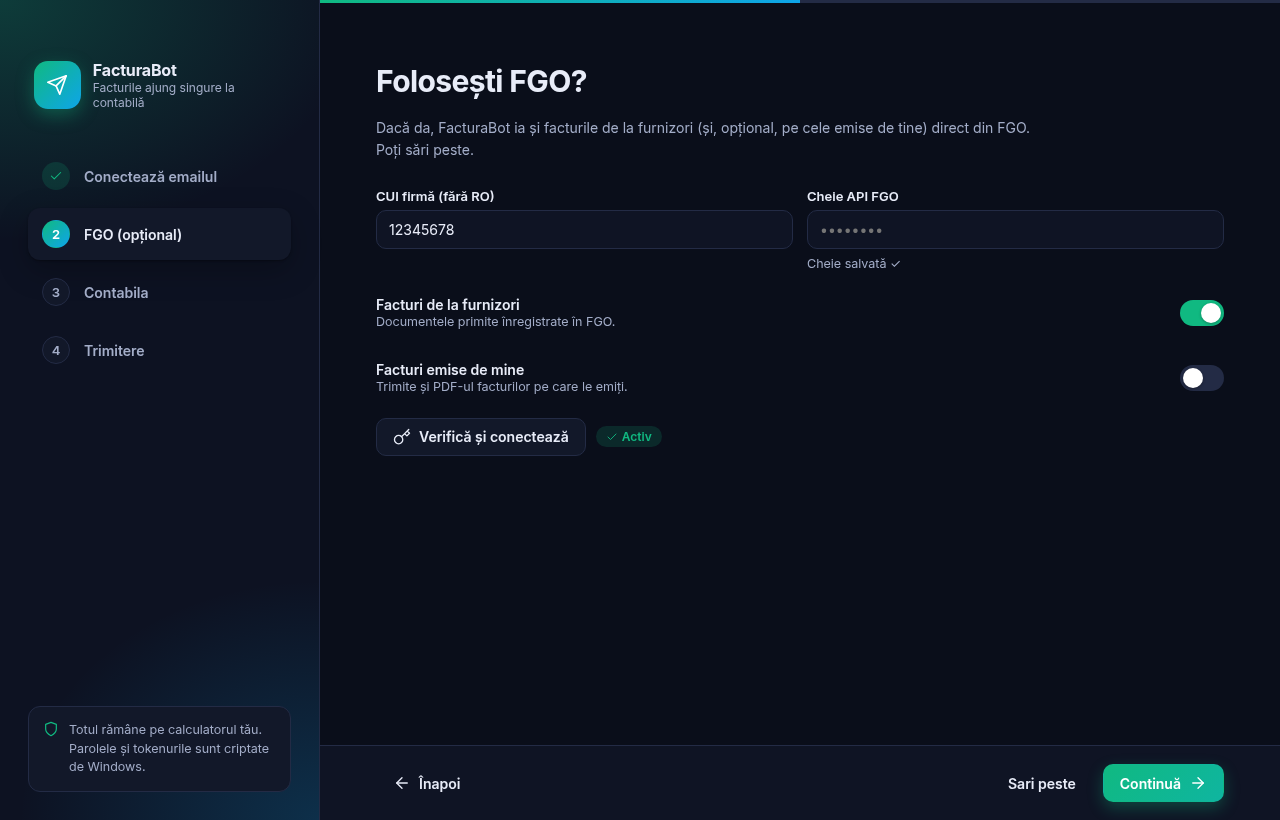 FacturaBot
Facturile ajung singure la
contabilă
Conectează emailul
2 FGO (opțional)
3 Contabila
4 Trimitere
Totul rămâne pe calculatorul tău.
Parolele și tokenurile sunt criptate
de Windows.
Folosești FGO?
Dacă da, FacturaBot ia și facturile de la furnizori (și, opțional, pe cele emise de tine) direct din FGO.
Poți sări peste.
CUI firmă (fără RO)
12345678
Cheie API FGO
••••••••
Cheie salvată ✓
Facturi de la furnizori
Documentele primite înregistrate în FGO.
Facturi emise de mine
Trimite și PDF-ul facturilor pe care le emiți.
Verifică și conectează
Activ
Înapoi
Sari peste
Continuă